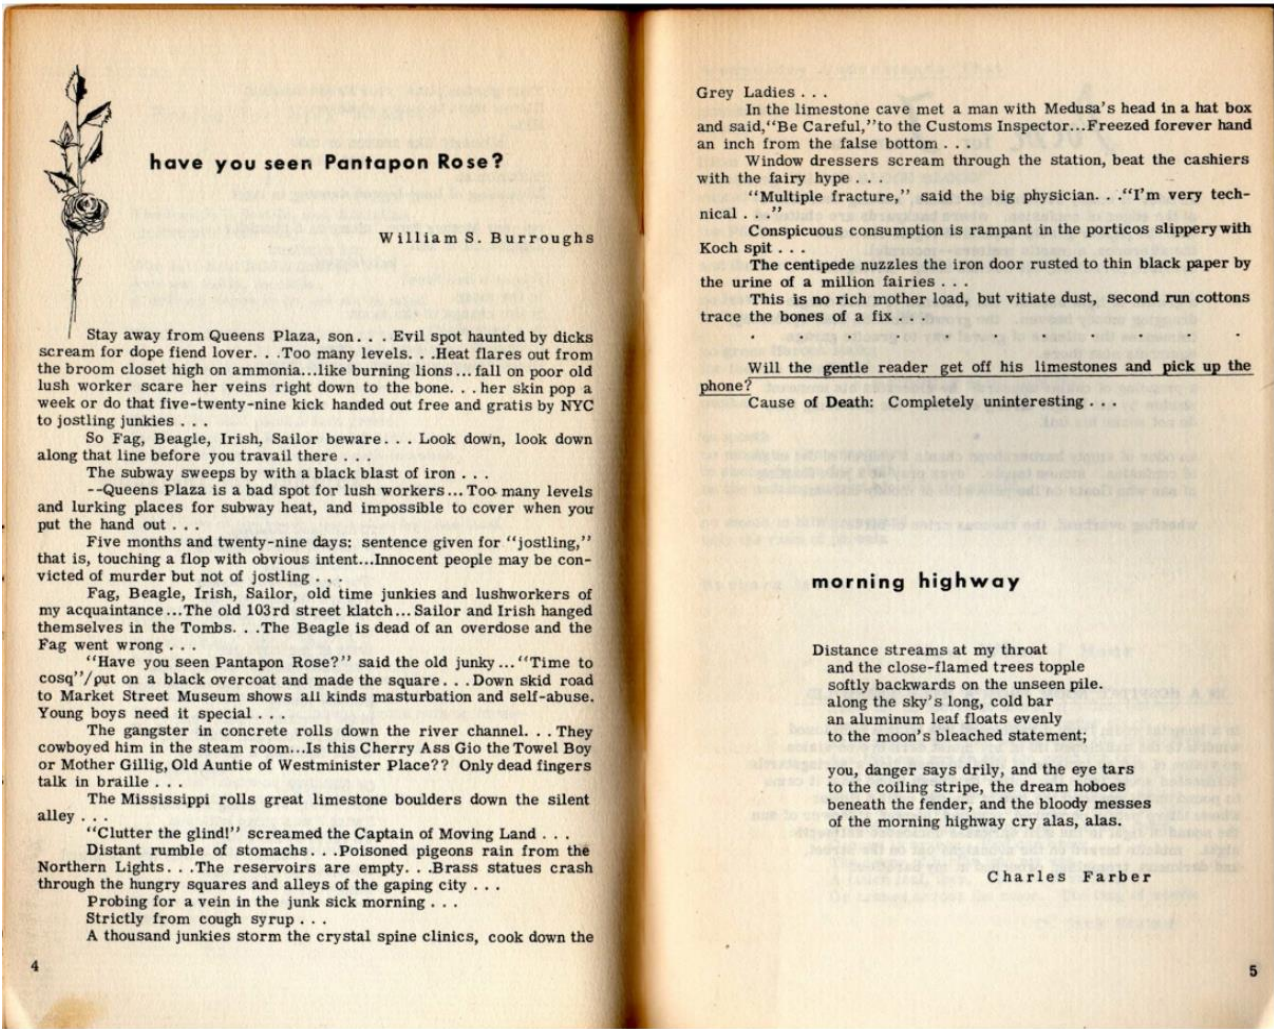 have you seen Pantapon Rose?
William S. Burroughs
Stay away from Queens Plaza, son. . . Evil spot haunted by dicks
scream for dope fiend lover. . .Too many levels. . .Heat flares out from
the broom closet high on ammonia...like burning lions... fall on poor old
lush worker scare her veins right down to the bone. . . her skin pop a
week or do that five-twenty-nine kick handed out free and gratis by NYC
to jostling junkies . . .
So Fag, Beagle, Irish, Sailor beware. . . Look down, look down
along that line before you travail there . . .
The subway sweeps by with a black blast of iron . . .
--Queens Plaza is a bad spot for lush workers... Too many levels
and lurking places for subway heat, and impossible to cover when you
put the hand out . . .
Five months and twenty-nine days: sentence given for "jostling,"
that is, touching a flop with obvious intent...Innocent people may be con-
victed of murder but not of jostling . . .
Fag, Beagle, Irish, Sailor, old time junkies and lushworkers of
my acquaintance...The old 103rd street klatch... Sailor and Irish hanged
themselves in the Tombs. . .The Beagle is dead of an overdose and the
Fag went wrong . . .
"Have you seen Pantapon Rose?" said the old junky... "Time to
cosq"/put on a black overcoat and made the square. . .Down skid road
to Market Street Museum shows all kinds masturbation and self-abuse.
Young boys need it special . . .
The gangster in concrete rolls down the river channel. . . They
cowboyed him in the steam room...Is this Cherry Ass Gio the Towel Boy
or Mother Gillig, Old Auntie of Westminister Place?? Only dead fingers
talk in braille . . .
The Mississippi rolls great limestone boulders down the silent
alley . . .
"Clutter the glind!" screamed the Captain of Moving Land . . .
Distant rumble of stomachs. . .Poisoned pigeons rain from the
Northern Lights. . .The reservoirs are empty. . .Brass statues crash
through the hungry squares and alleys of the gaping city . . .
Probing for a vein in the junk sick morning . . .
Strictly from cough syrup . . .
A thousand junkies storm the crystal spine clinics, cook down the
4
Grey Ladies . . .
In the limestone cave met a man with Medusa's head in a hat box
and said,"Be Careful,"to the Customs Inspector...Freezed forever hand
an inch from the false bottom . . .
Window dressers scream through the station, beat the cashiers
with the fairy hype . . .
"Multiple fracture," said the big physician. . ."I'm very tech-
nical . . ."
Conspicuous consumption is rampant in the porticos slippery with
Koch spit . . .
The centipede nuzzles the iron door rusted to thin black paper by
the urine of a million fairies . . .
This is no rich mother load, but vitiate dust, second run cottons
trace the bones of a fix . . .
. . . . . . . . . .
Will the gentle reader get off his limestones and pick up the
phone?
Cause of Death: Completely uninteresting . . .
morning highway
Distance streams at my throat
and the close-flamed trees topple
softly backwards on the unseen pile.
along the sky's long, cold bar
an aluminum leaf floats evenly
to the moon's bleached statement;
you, danger says drily, and the eye tars
to the coiling stripe, the dream hoboes
beneath the fender, and the bloody messes
of the morning highway cry alas, alas.
Charles Farber
5